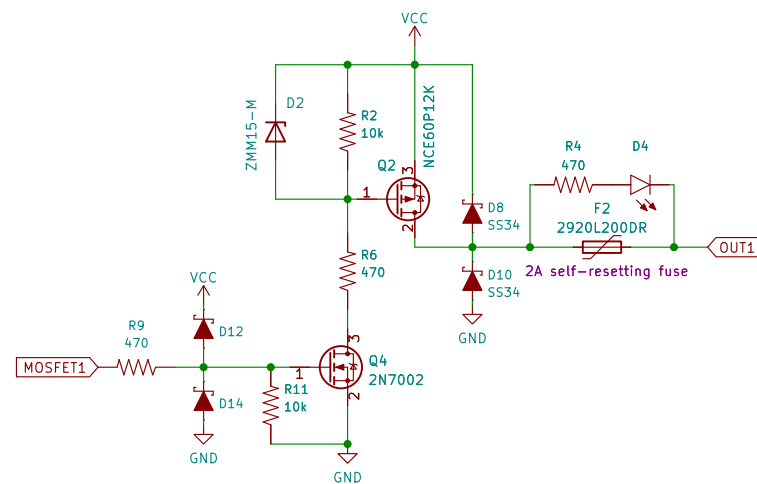 VCC
D2
ZMM15-M
R2
10k
NCE60P12K
Q2
3
1
2
R4
470
D4
D8
SS34
F2
2920L200DR
OUT1
2A self-resetting fuse
R6
470
D10
SS34
GND
VCC
R9
470
D12
MOSFET1
3
1
2
Q4
2N7002
D14
R11
10k
GND
GND